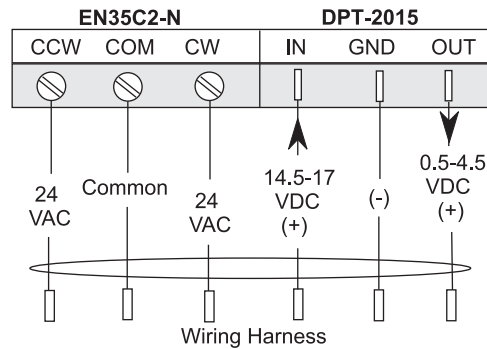 EN35C2-N DPT-2015
CCW COM CW IN GND OUT
24 VAC
Common
24 VAC
14.5-17 VDC (+)
(-)
0.5-4.5 VDC (+)
Wiring Harness